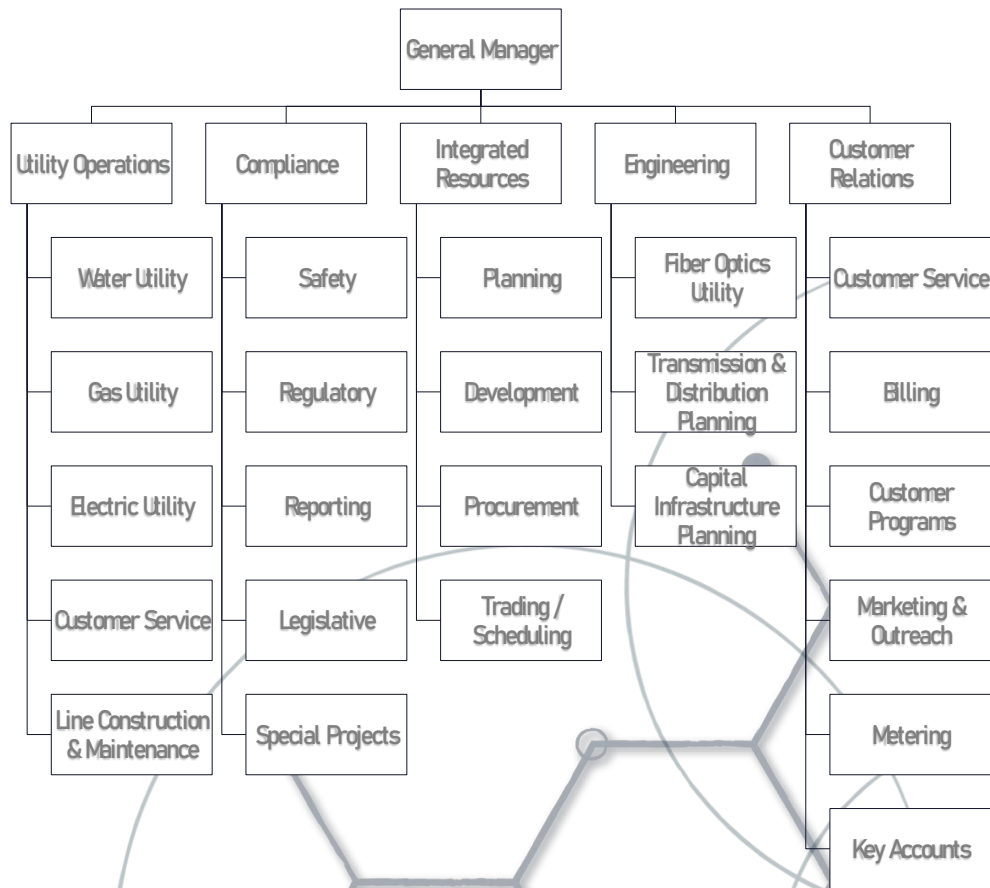 General Manager
Utility Operations
Compliance
Integrated
Resources
Engineering
Customer
Relations
Water Utility
Safety
Planning
Fiber Optics
Utility
Customer Service
Gas Utility
Regulatory
Development
Transmission &
Distribution
Planning
Billing
Electric Utility
Reporting
Procurement
Capital
Infrastructure
Planning
Customer
Programs
Customer Service
Legislative
Trading /
Scheduling
Marketing &
Outreach
Line Construction
& Maintenance
Special Projects
Metering
Key Accounts